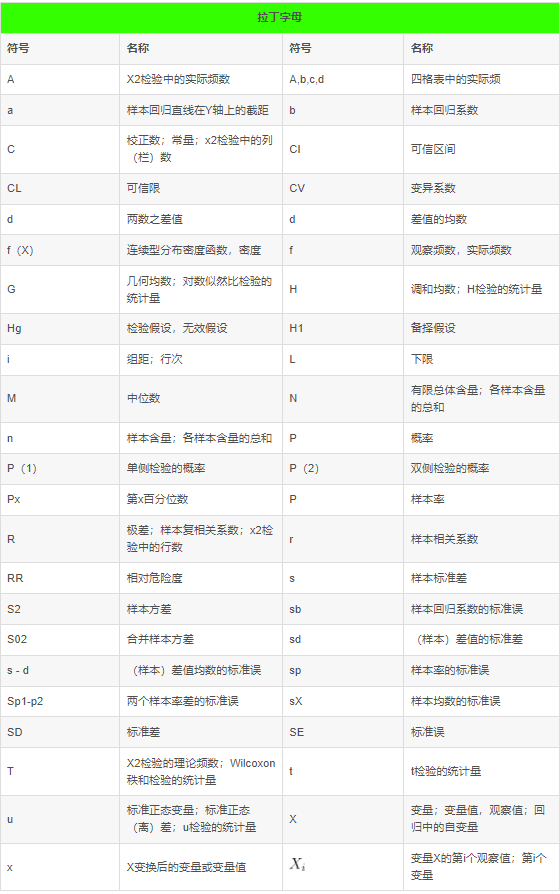 拉丁字母
符号 名称 符号 名称
A X2检验中的实际频数 A,b,c,d 四格表中的实际频
a 样本回归直线在Y轴上的截距 b 样本回归系数
C 校正数；常量；x2检验中的列
（栏）数 CI 可信区间
CL 可信限 CV 变异系数
d 两数之差值 d 差值的均数
f（X） 连续型分布密度函数，密度 f 观察频数，实际频数
G 几何均数；对数似然比检验的
统计量 H 调和均数；H检验的统计量
Hg 检验假设，无效假设 H1 备择假设
i 组距；行次 L 下限
M 中位数 N 有限总体含量；各样本含量
的总和
n 样本含量；各样本含量的总和 P 概率
P（1） 单侧检验的概率 P（2） 双侧检验的概率
Px 第x百分位数 P 样本率
R 极差；样本复相关系数；x2检
验中的行数 r 样本相关系数
RR 相对危险度 s 样本标准差
S2 样本方差 sb 样本回归系数的标准误
S02 合并样本方差 sd （样本）差值的标准差
s - d （样本）差值均数的标准误 sp 样本率的标准误
Sp1-p2 两个样本率差的标准误 sX 样本均数的标准误
SD 标准差 SE 标准误
T X2检验的理论频数；Wilcoxon
秩和检验的统计量 t t检验的统计量
u 标准正态变量；标准正态
（离）差；u检验的统计量 X 变量；变量值，观察值；回
归中的自变量
x X变换后的变量或变量值 Xi 变量X的第i个观察值；第i个
变量